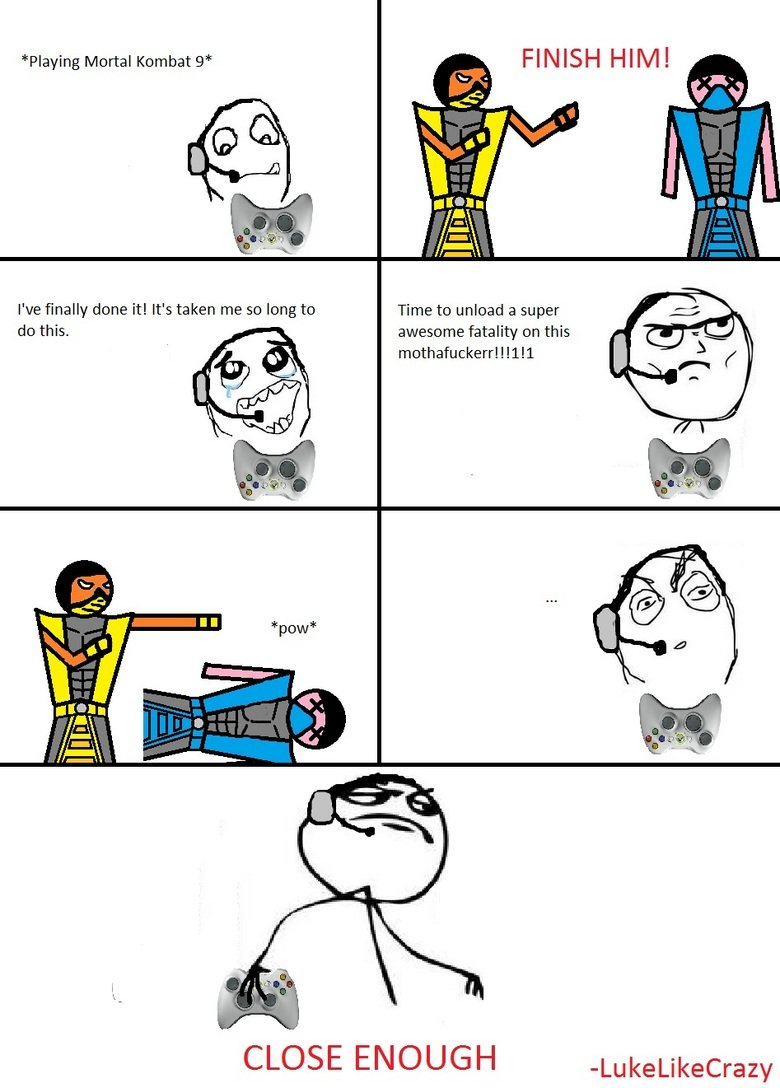 *Playing Mortal Kombat 9*
FINISH HIM!
I've finally done it! It's taken me so long to
do this.
Time to unload a super
awesome fatality on this
mothafuckerr!!!1!1
*pow*
...
CLOSE ENOUGH
-LukeLikeCrazy